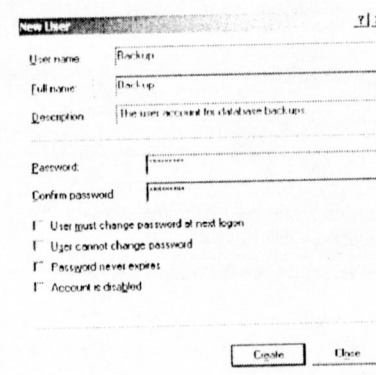 New User
User name: Backup
Full name: Backup
Description: The user account for database backups
Password: *********
Confirm password: *********
User must change password at next logon
User cannot change password
Password never expires
Account is disabled
Create Close